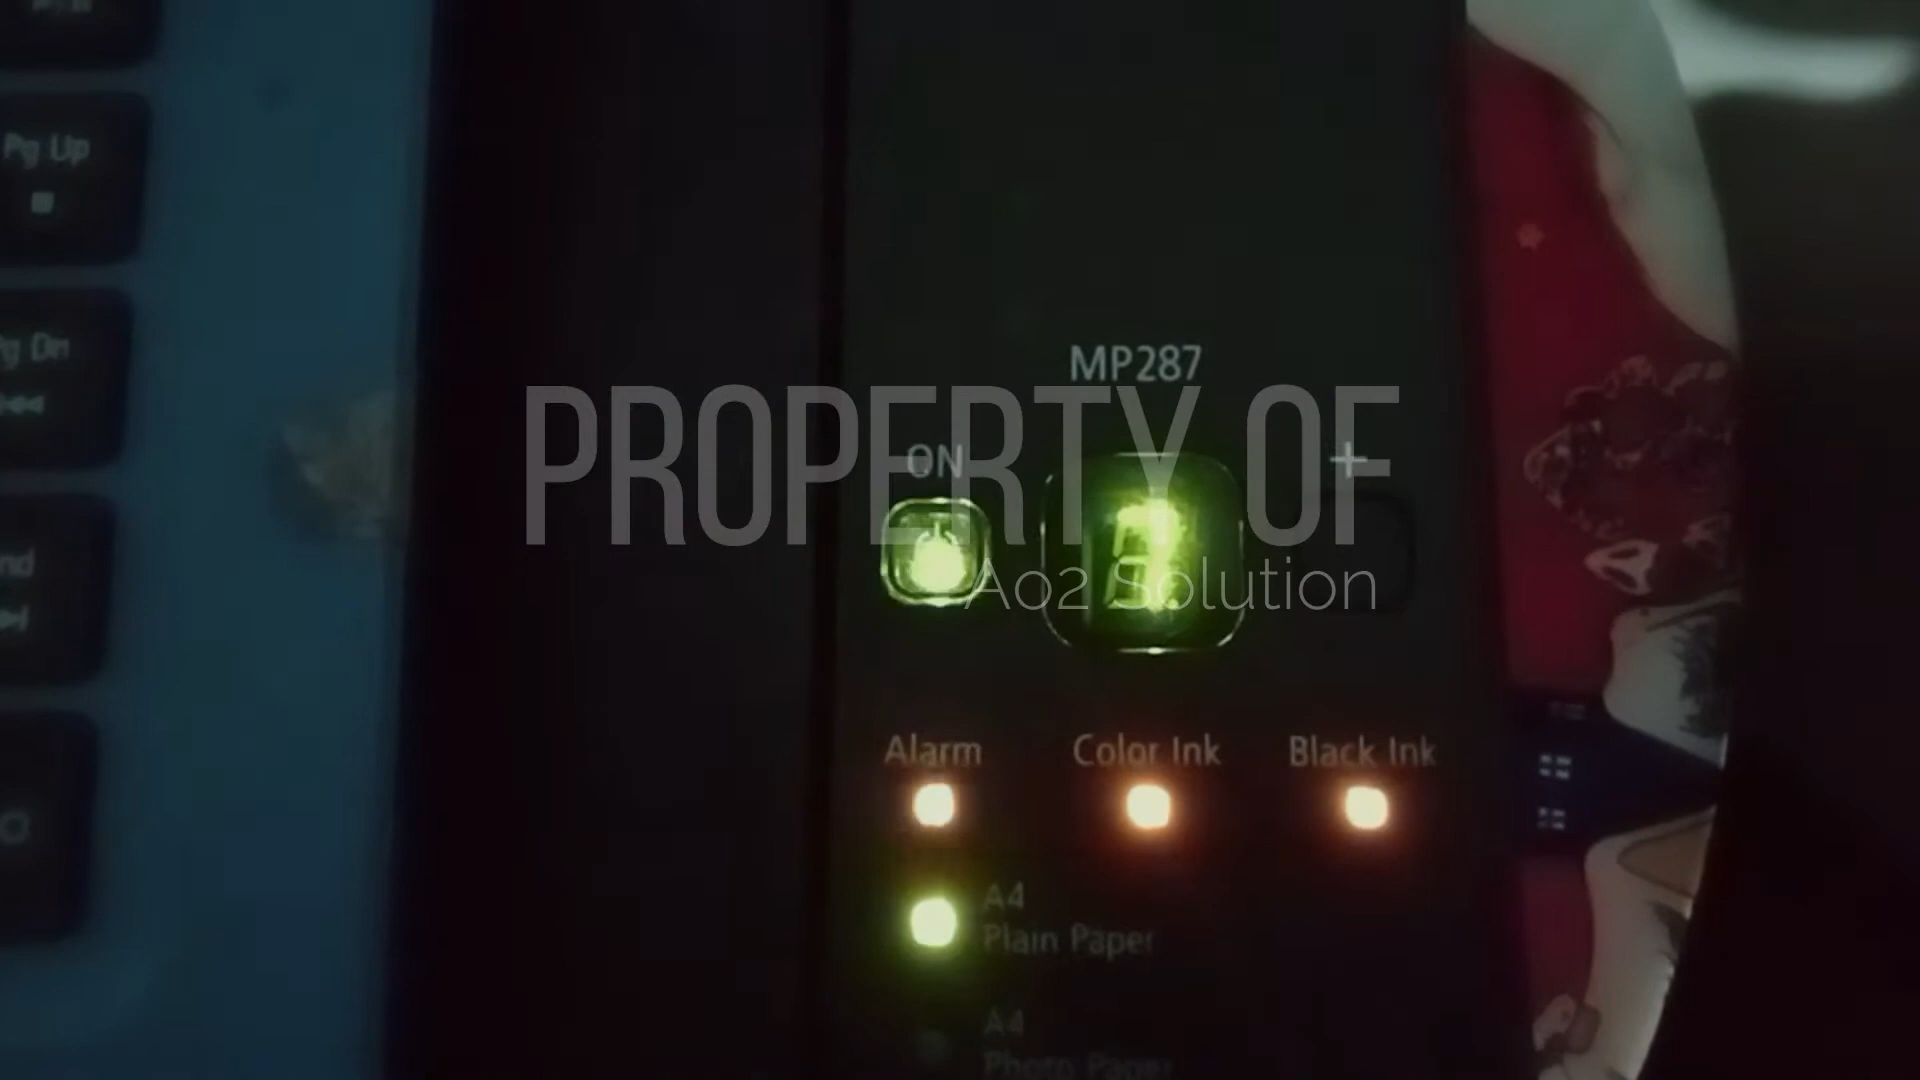 Pg Up
Pg Dn
MP287
PROPERTY OF
ON
+
Ao2 Solution
Alarm
Color Ink
Black Ink
A4
Plain Paper
A4
Photo Paper